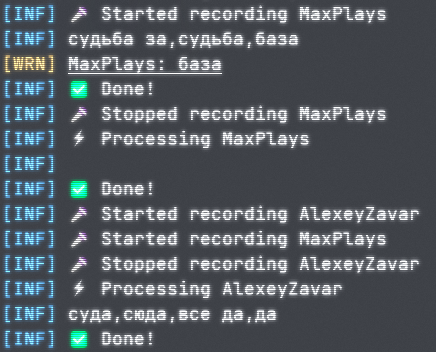 [INF] 🎤 Started recording MaxPlays
[INF] судьба за,судьба,база
[WRN] MaxPlays: база
[INF] ✅ Done!
[INF] 🎤 Stopped recording MaxPlays
[INF] ⚡ Processing MaxPlays
[INF]
[INF] ✅ Done!
[INF] 🎤 Started recording AlexeyZavar
[INF] 🎤 Started recording MaxPlays
[INF] 🎤 Stopped recording AlexeyZavar
[INF] ⚡ Processing AlexeyZavar
[INF] суда,сюда,все да,да
[INF] ✅ Done!